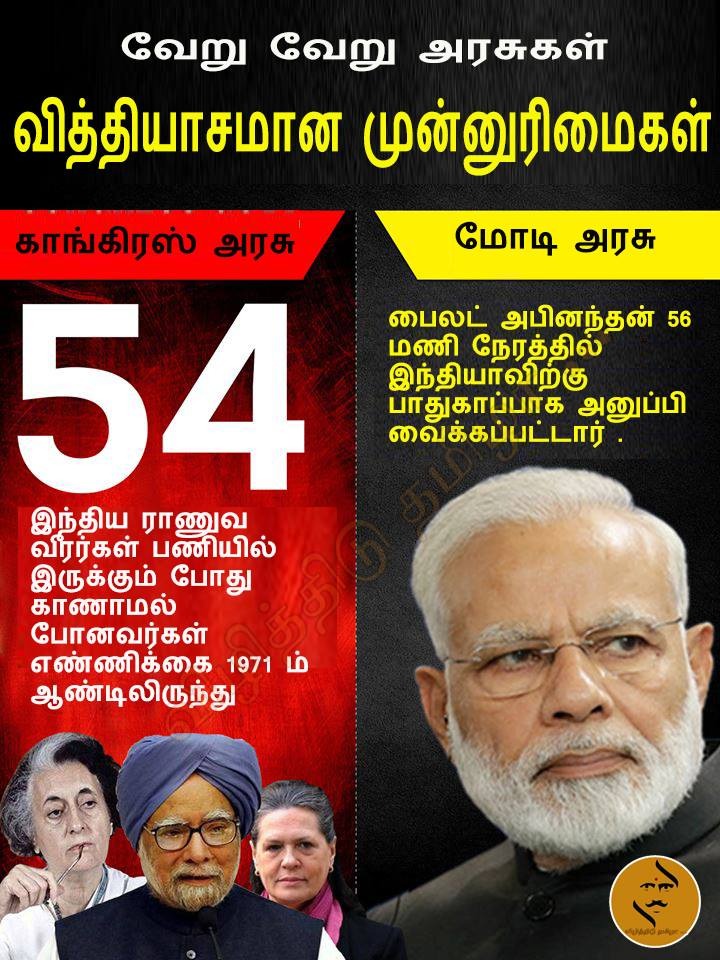 வேறு வேறு அரசுகள்
வித்தியாசமான முன்னுரிமைகள்
காங்கிரஸ் அரசு
54
இந்திய ராணுவ
வீரர்கள் பணியில்
இருக்கும் போது
காணாமல்
போனவர்கள்
எண்ணிக்கை 1971 ம்
ஆண்டிலிருந்து
மோடி அரசு
பைலட் அபினந்தன் 56
மணி நேரத்தில்
இந்தியாவிற்கு
பாதுகாப்பாக அனுப்பி
வைக்கப்பட்டார் .